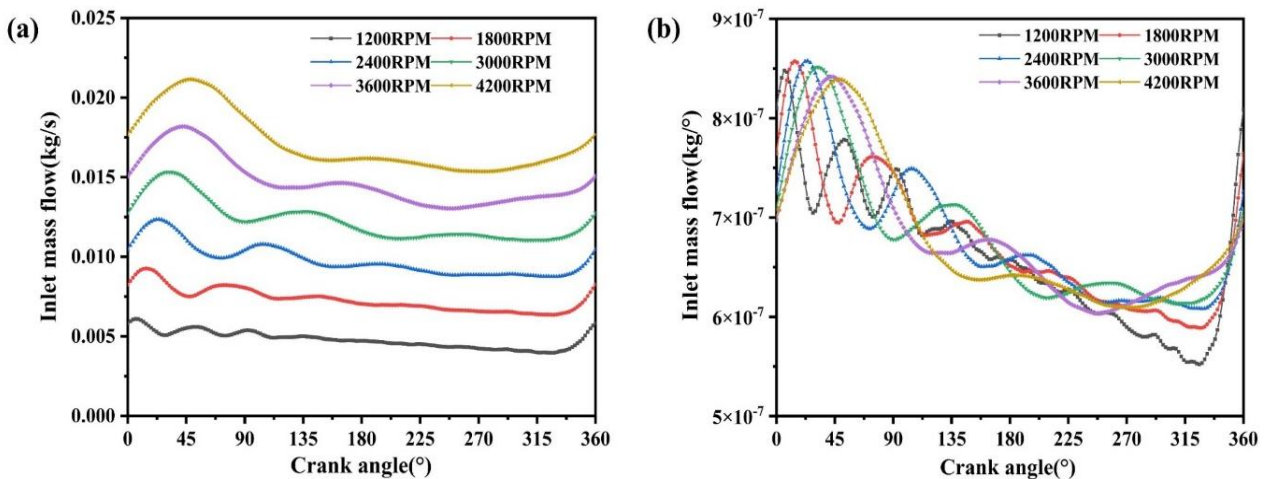 (a)
0.025
0.020
0.015
0.010
0.005
0.000
Inlet mass flow(kg/s)
1200RPM 1800RPM
2400RPM 3000RPM
3600RPM 4200RPM
0 45 90 135 180 225 270 315 360
Crank angle(°)
(b)
9×10⁻⁷
8×10⁻⁷
7×10⁻⁷
6×10⁻⁷
5×10⁻⁷
Inlet mass flow(kg/°)
1200RPM 1800RPM
2400RPM 3000RPM
3600RPM 4200RPM
0 45 90 135 180 225 270 315 360
Crank angle(°)